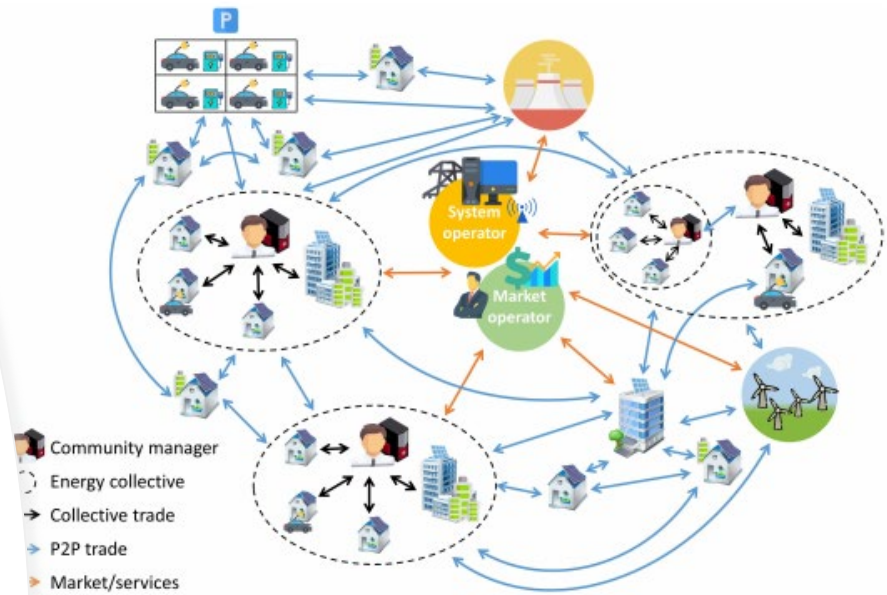 P
System
operator
Market
operator
Community manager
Energy collective
Collective trade
P2P trade
Market/services